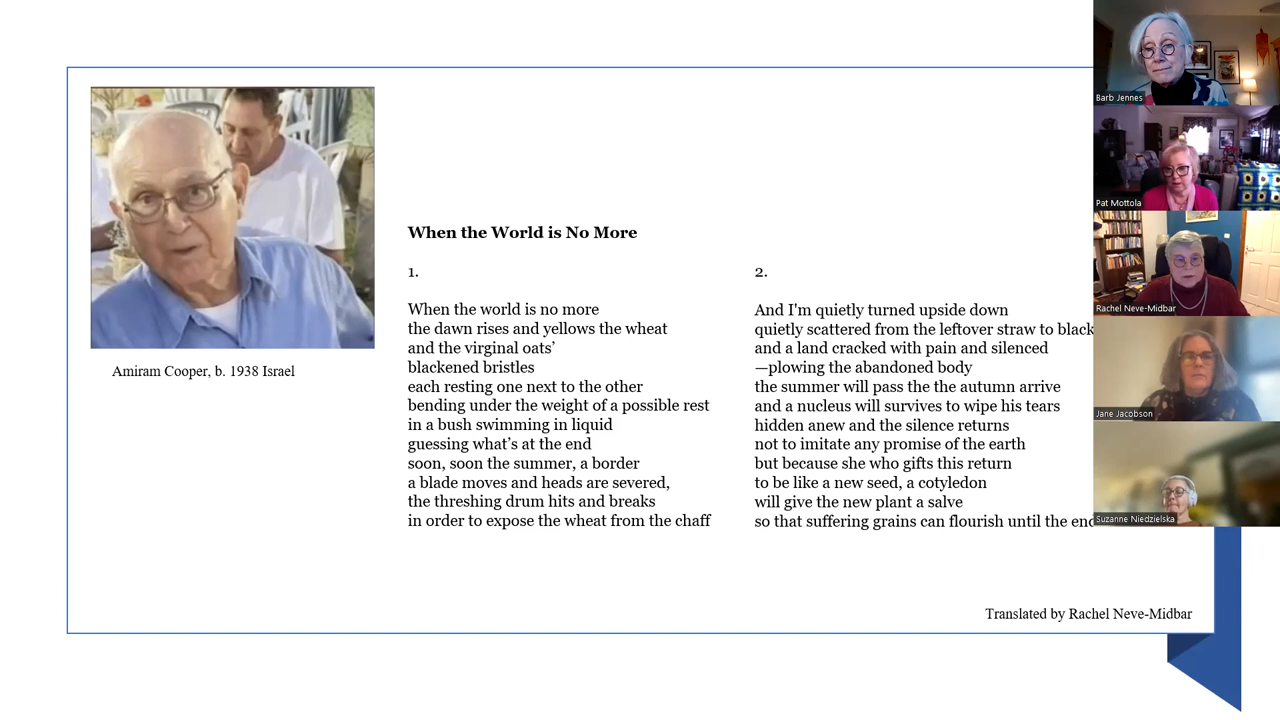 Amiram Cooper, b. 1938 Israel
When the World is No More
1.
When the world is no more
the dawn rises and yellows the wheat
and the virginal oats’
blackened bristles
each resting one next to the other
bending under the weight of a possible rest
in a bush swimming in liquid
guessing what’s at the end
soon, soon the summer, a border
a blade moves and heads are severed,
the threshing drum hits and breaks
in order to expose the wheat from the chaff
2.
And I'm quietly turned upside down
quietly scattered from the leftover straw to black
and a land cracked with pain and silenced
—plowing the abandoned body
the summer will pass the the autumn arrive
and a nucleus will survives to wipe his tears
hidden anew and the silence returns
not to imitate any promise of the earth
but because she who gifts this return
to be like a new seed, a cotyledon
will give the new plant a salve
so that suffering grains can flourish until the
Translated by Rachel Neve-Midbar
Barb Jennes
Pat Mottola
Rachel Neve-Midbar
Jane Jacobson
Suzanne Niedzielska